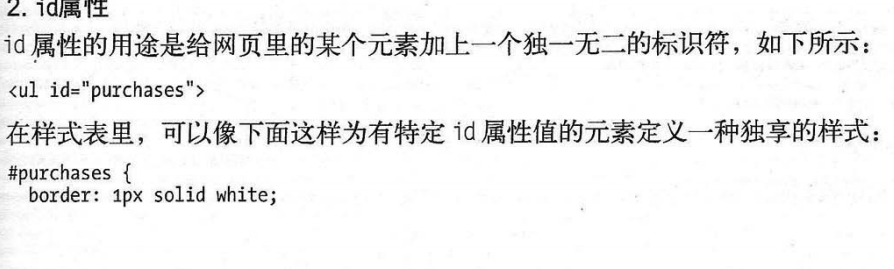 2. id属性
id 属性的用途是给网页里的某个元素加上一个独一无二的标识符，如下所示：
<ul id="purchases">
在样式表里，可以像下面这样为有特定 id 属性值的元素定义一种独享的样式：
#purchases {
  border: 1px solid white;